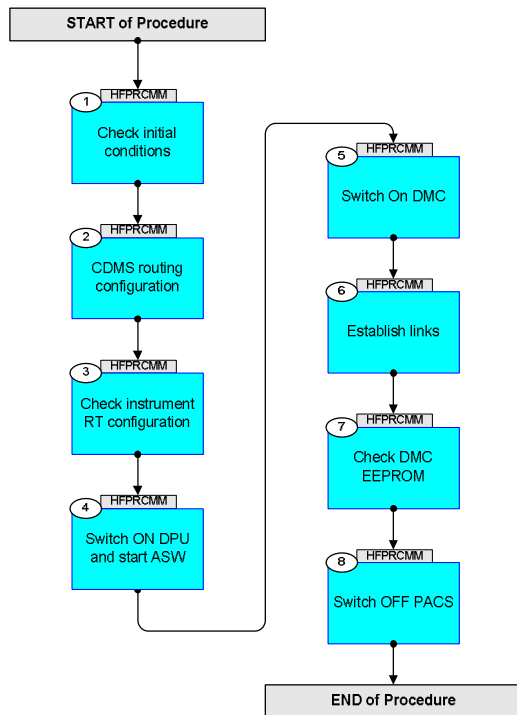 START of Procedure
HFPRCMM
1
Check initial
conditions
HFPRCMM
2
CDMS routing
configuration
HFPRCMM
3
Check instrument
RT configuration
HFPRCMM
4
Switch ON DPU
and start ASW
HFPRCMM
5
Switch On DMC
HFPRCMM
6
Establish links
HFPRCMM
7
Check DMC
EEPROM
HFPRCMM
8
Switch OFF PACS
END of Procedure